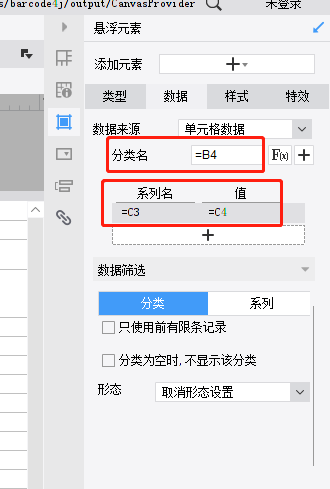 s/barcode4j/output/CanvasProvider 未登录
悬浮元素
添加元素
类型 数据 样式 特效
数据来源 单元格数据
分类名 =B4 F(x)
系列名 值
=C3 =C4
数据筛选
分类 系列
只使用前有限条记录
分类为空时, 不显示该分类
形态 取消形态设置